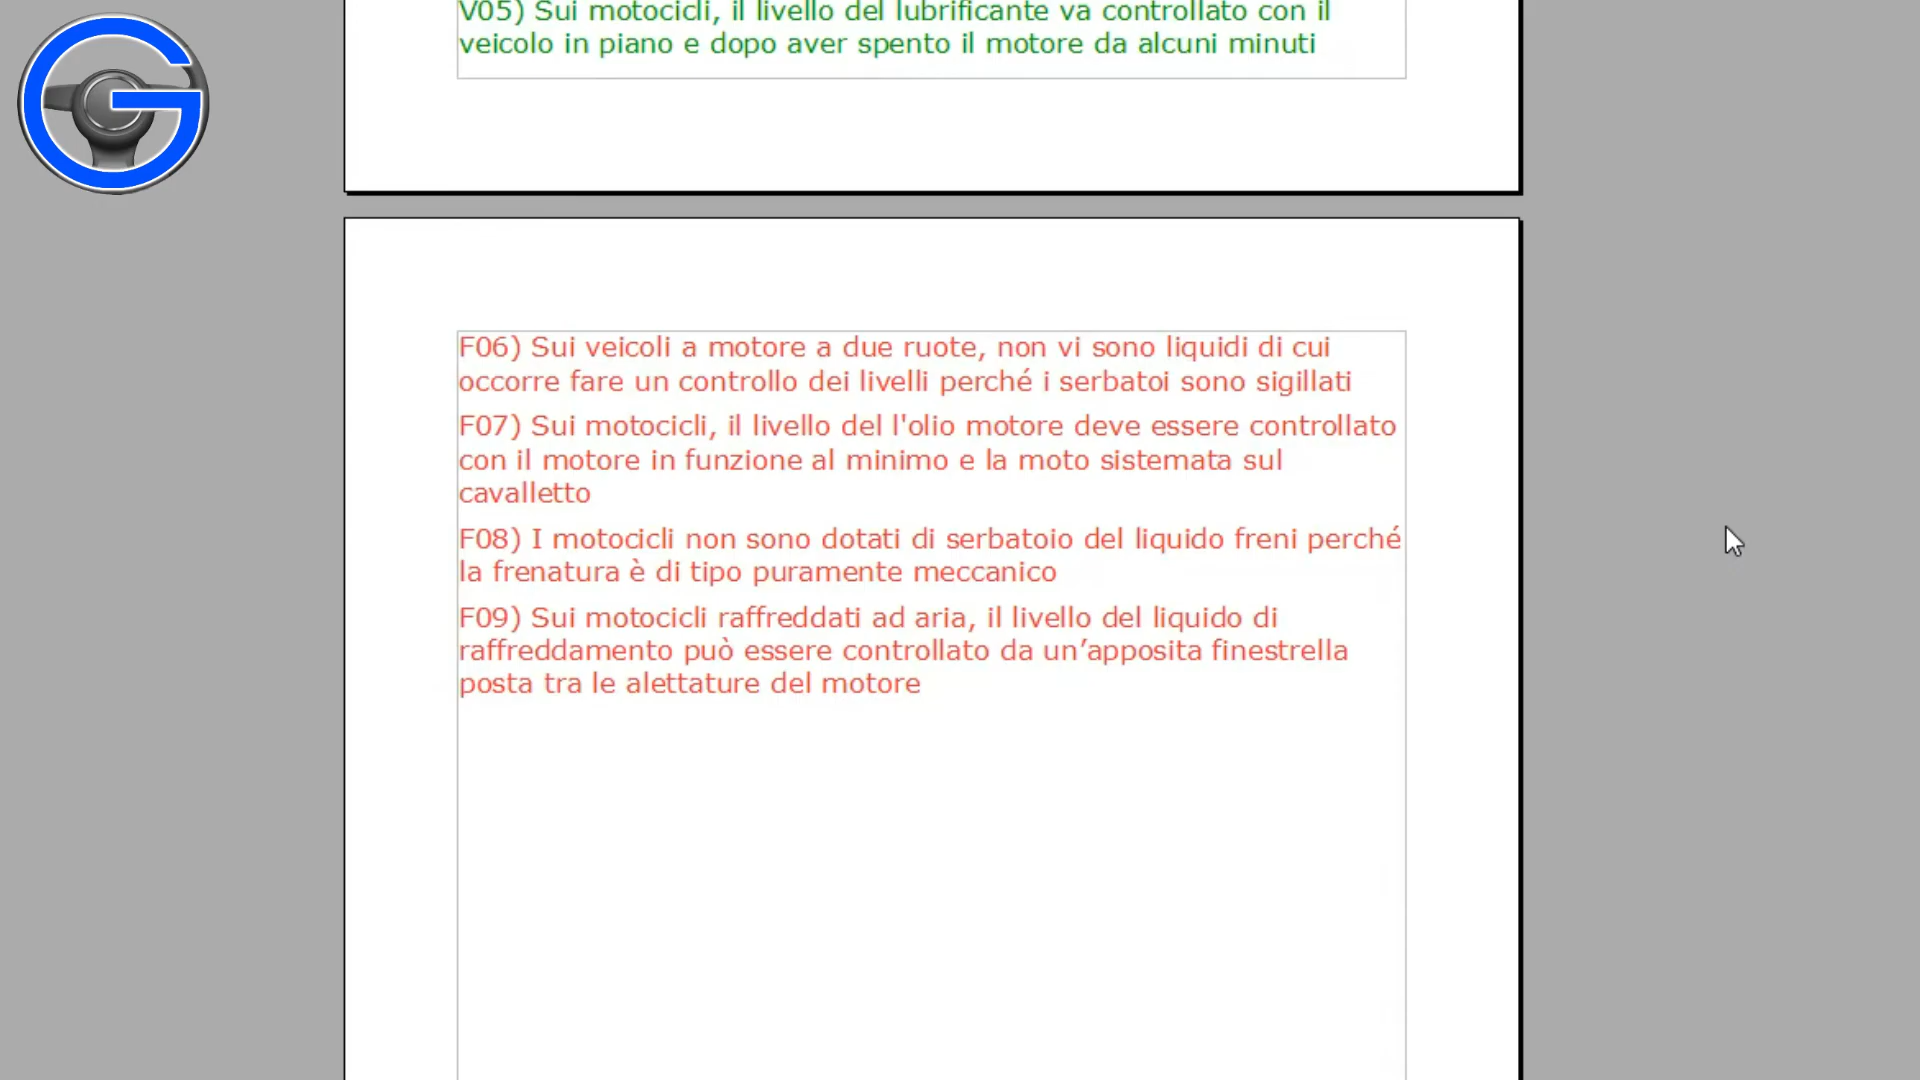 V05) Sui motocicli, il livello del lubrificante va controllato con il
veicolo in piano e dopo aver spento il motore da alcuni minuti
F06) Sui veicoli a motore a due ruote, non vi sono liquidi di cui
occorre fare un controllo dei livelli perché i serbatoi sono sigillati
F07) Sui motocicli, il livello del l'olio motore deve essere controllato
con il motore in funzione al minimo e la moto sistemata sul
cavalletto
F08) I motocicli non sono dotati di serbatoio del liquido freni perché
la frenatura è di tipo puramente meccanico
F09) Sui motocicli raffreddati ad aria, il livello del liquido di
raffreddamento può essere controllato da un’apposita finestrella
posta tra le alettature del motore